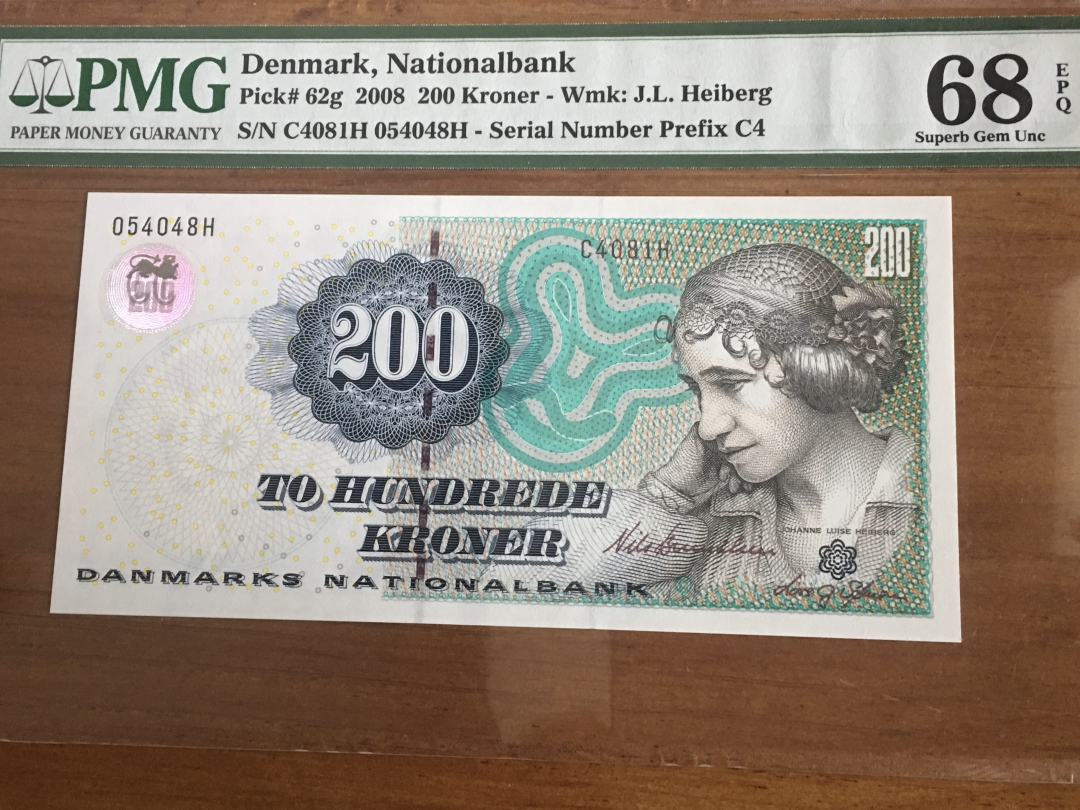 PMG
PAPER MONEY GUARANTY
Denmark, Nationalbank
Pick# 62g 2008 200 Kroner - Wmk: J.L. Heiberg
S/N C4081H 054048H - Serial Number Prefix C4
68
EPQ
Superb Gem Unc
054048H
C4081H
200
200
200
TO HUNDREDE
KRONER
DANMARKS NATIONALBANK
JOHANNE LUISE HEIBERG